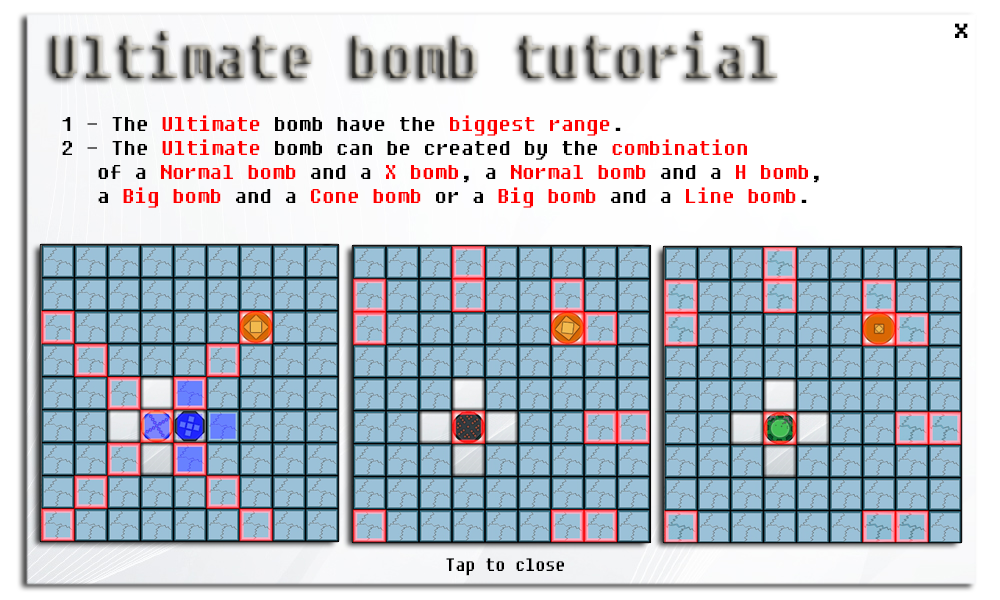 Ultimate bomb tutorial
X
1 - The Ultimate bomb have the biggest range.
2 - The Ultimate bomb can be created by the combination
of a Normal bomb and a X bomb, a Normal bomb and a H bomb,
a Big bomb and a Cone bomb or a Big bomb and a Line bomb.
Tap to close